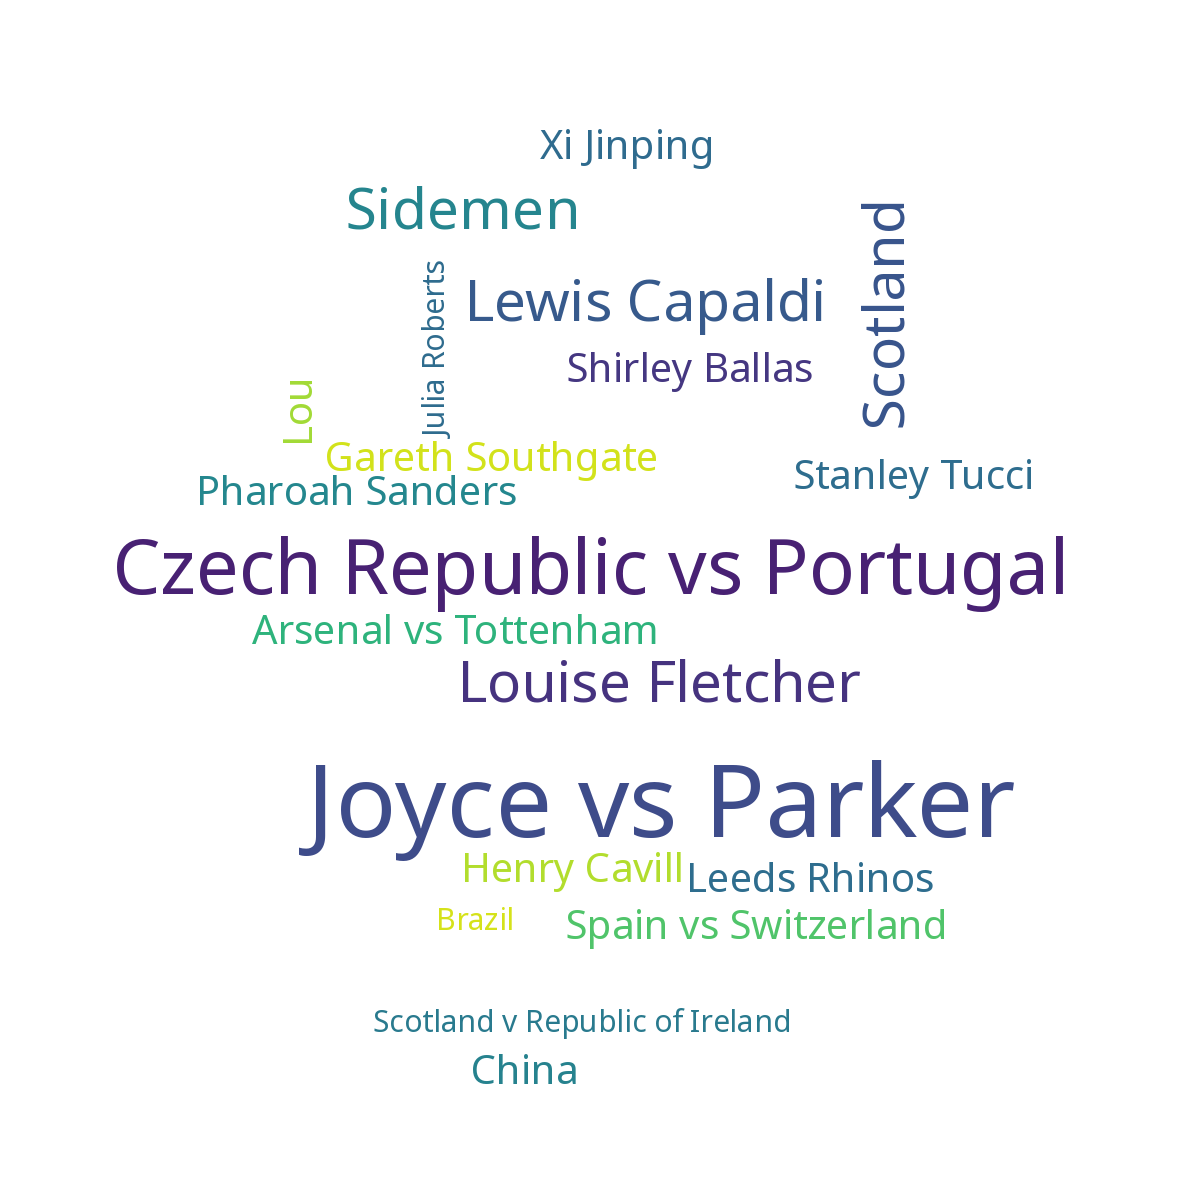 Xi Jinping
Sidemen
Scotland
Julia Roberts
Lewis Capaldi
Shirley Ballas
Lou
Gareth Southgate
Stanley Tucci
Pharoah Sanders
Czech Republic vs Portugal
Arsenal vs Tottenham
Louise Fletcher
Joyce vs Parker
Henry Cavill
Leeds Rhinos
Brazil
Spain vs Switzerland
Scotland v Republic of Ireland
China